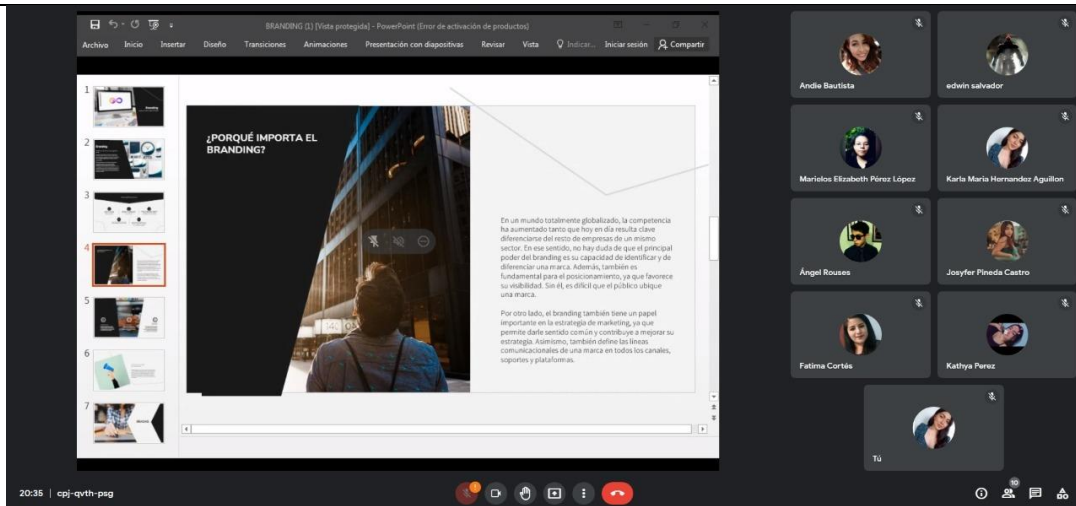 BRANDING (1) [Vista protegida] - PowerPoint (Error de activación de productos)
Archivo Inicio Insertar Diseño Transiciones Animaciones Presentación con diapositivas Revisar Vista Indicar... Iniciar sesión Compartir
1
2
3
4
5
6
7
¿PORQUÉ IMPORTA EL
BRANDING?
En un mundo totalmente globalizado, la competencia
ha aumentado tanto que hoy en día resulta clave
diferenciarse del resto de empresas de un mismo
sector. En ese sentido, no hay duda de que el principal
poder del branding es su capacidad de identificar y de
diferenciar una marca. Además, también es
fundamental para el posicionamiento, ya que favorece
su visibilidad. Sin él, es difícil que el público ubique
una marca.
Por otro lado, el branding también tiene un papel
importante en la estrategia de marketing, ya que
permite darle sentido común y contribuye a mejorar su
estrategia. Asimismo, también define las líneas
comunicacionales de una marca en todos los canales,
soportes y plataformas.
Andie Bautista
edwin salvador
Marielos Elizabeth Pérez López
Karla Maria Hernandez Aguillon
Ángel Rouses
Josyfer Pineda Castro
Fatima Cortés
Kathya Perez
Tú
20:35 | cpj-qvth-psg
10